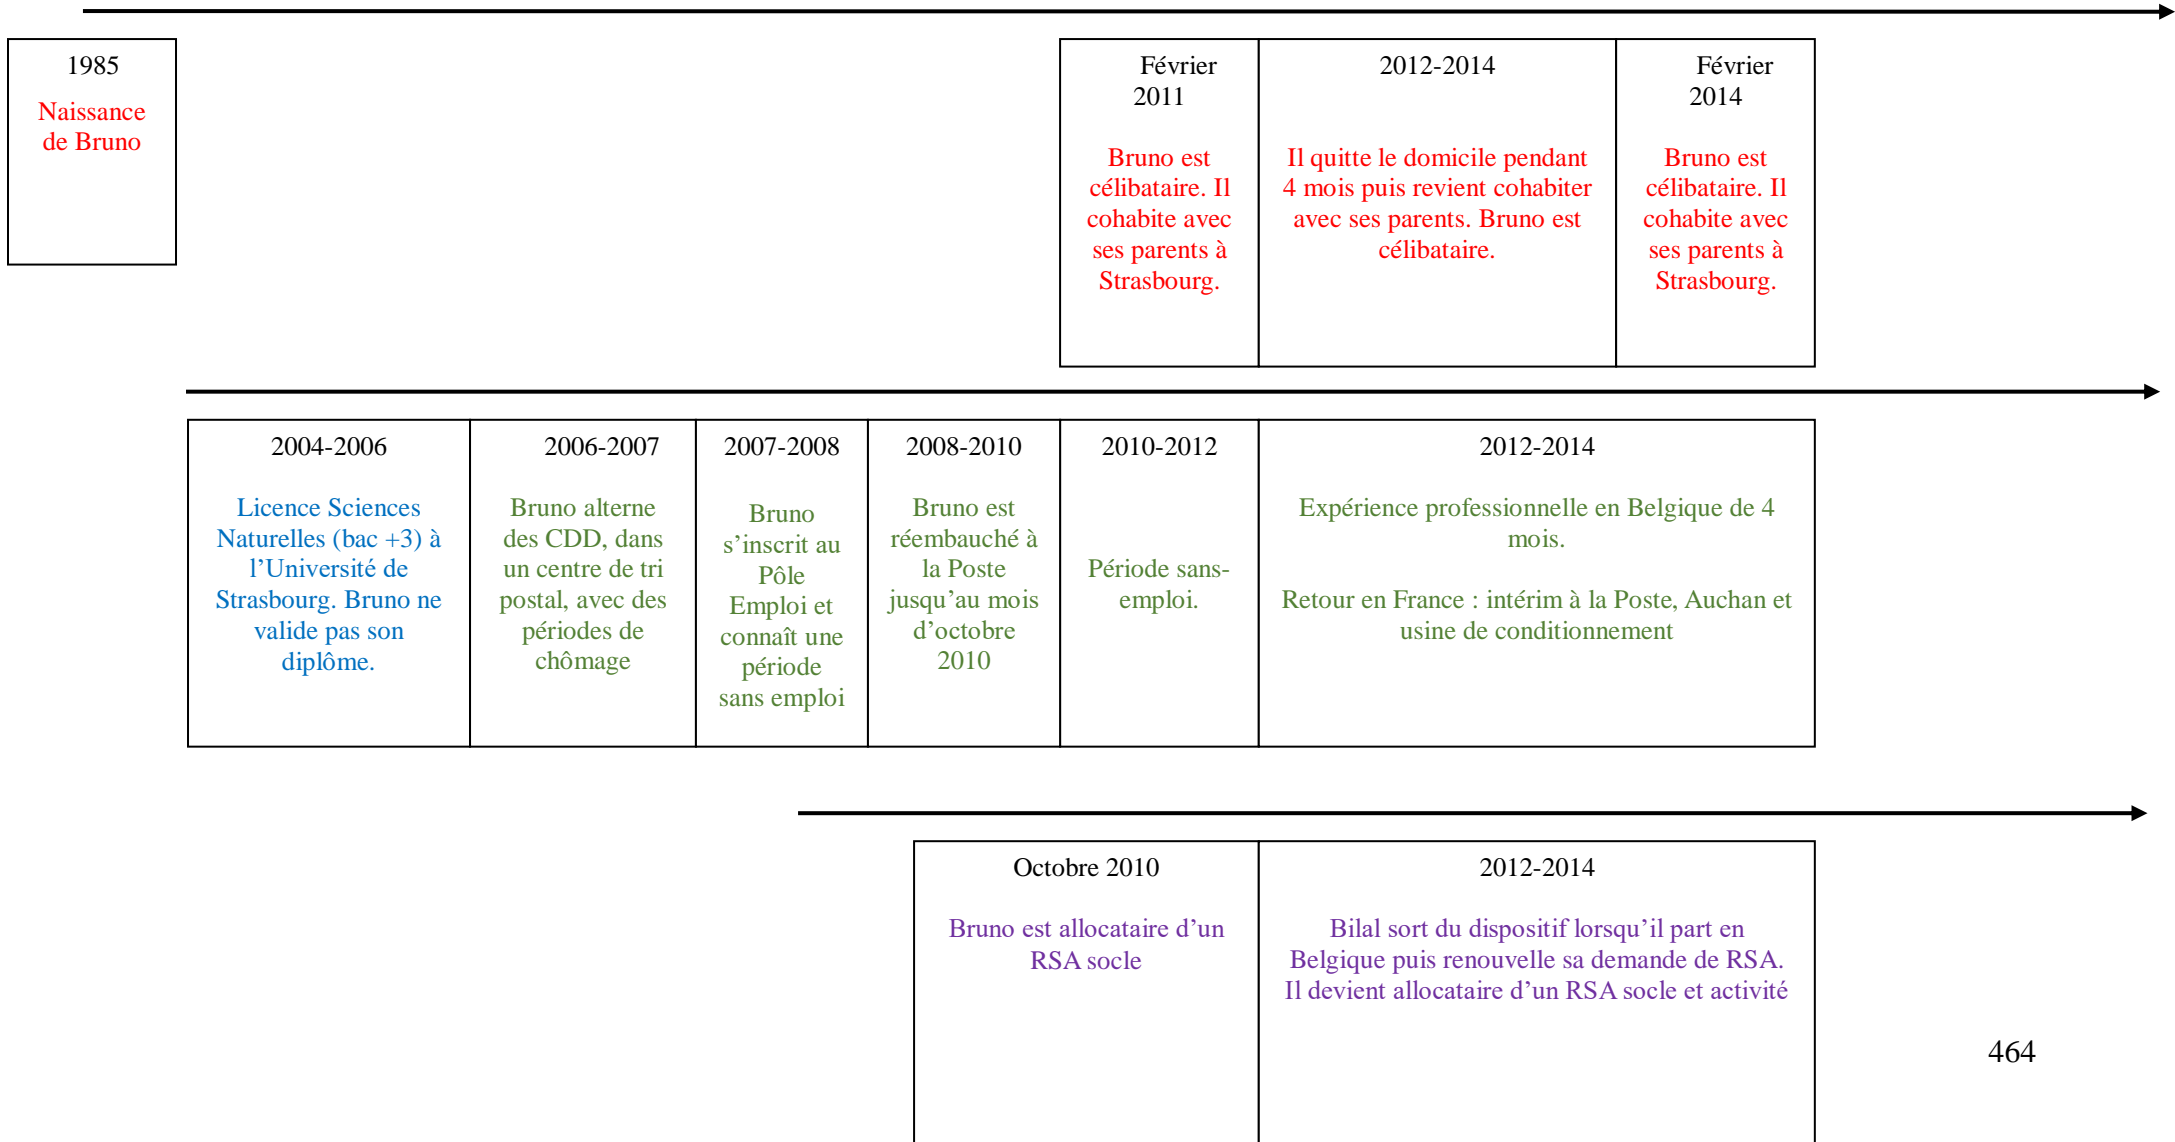 1985
Naissance
de Bruno
Février
2011
Bruno est
célibataire. Il
cohabite avec
ses parents à
Strasbourg.
2012-2014
Il quitte le domicile pendant
4 mois puis revient cohabiter
avec ses parents. Bruno est
célibataire.
Février
2014
Bruno est
célibataire. Il
cohabite avec
ses parents à
Strasbourg.
2004-2006
Licence Sciences
Naturelles (bac +3) à
l’Université de
Strasbourg. Bruno ne
valide pas son
diplôme.
2006-2007
Bruno alterne
des CDD, dans
un centre de tri
postal, avec des
périodes de
chômage
2007-2008
Bruno
s’inscrit au
Pôle
Emploi et
connaît une
période
sans emploi
2008-2010
Bruno est
réembauché à
la Poste
jusqu’au mois
d’octobre
2010
2010-2012
Période sans-
emploi.
2012-2014
Expérience professionnelle en Belgique de 4
mois.
Retour en France : intérim à la Poste, Auchan et
usine de conditionnement
Octobre 2010
Bruno est allocataire d’un
RSA socle
2012-2014
Bilal sort du dispositif lorsqu’il part en
Belgique puis renouvelle sa demande de RSA.
Il devient allocataire d’un RSA socle et activité
464